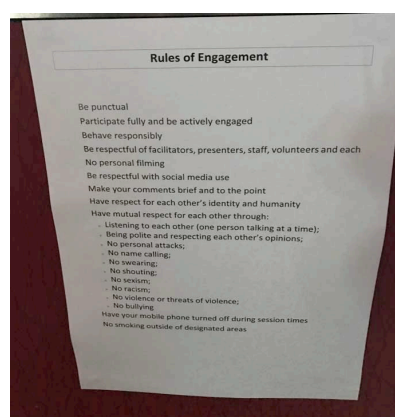 Rules of Engagement
Be punctual
Participate fully and be actively engaged
Behave responsibly
Be respectful of facilitators, presenters, staff, volunteers and each
No personal filming
Be respectful with social media use
Make your comments brief and to the point
Have respect for each other's identity and humanity
Have mutual respect for each other through:
Listening to each other (one person talking at a time);
Being polite and respecting each other's opinions;
No personal attacks;
No name calling;
No swearing;
No shouting;
No sexism;
No racism;
No violence or threats of violence;
No bullying
Have your mobile phone turned off during session times
No smoking outside of designated areas